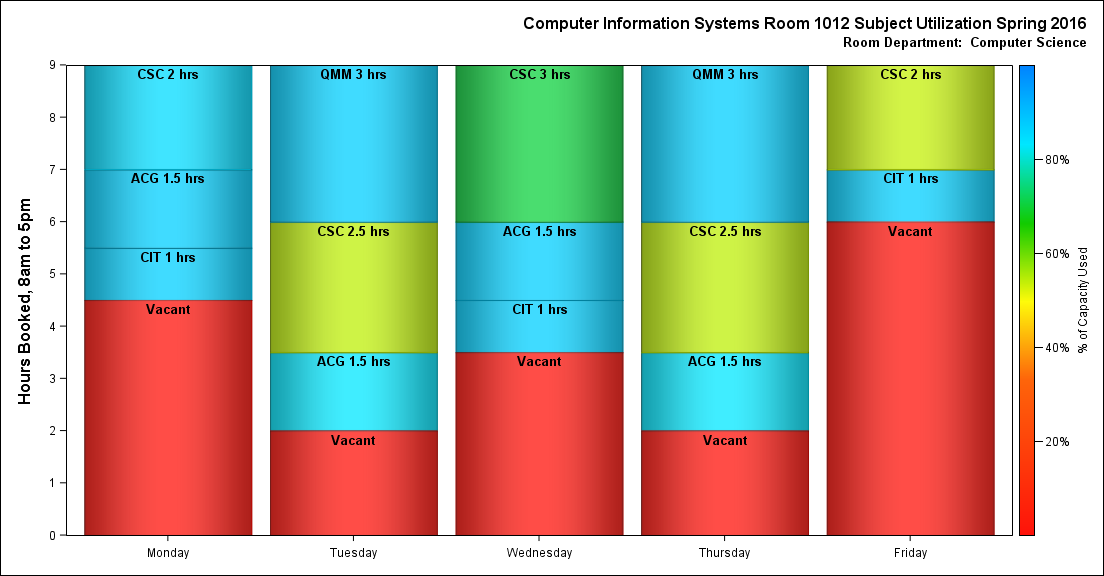 Computer Information Systems Room 1012 Subject Utilization Spring 2016
Room Department:  Computer Science
Hours Booked, 8am to 5pm
9
8
7
6
5
4
3
2
1
0
CSC 2 hrs
ACG 1.5 hrs
CIT 1 hrs
Vacant
QMM 3 hrs
CSC 2.5 hrs
ACG 1.5 hrs
Vacant
CSC 3 hrs
ACG 1.5 hrs
CIT 1 hrs
Vacant
QMM 3 hrs
CSC 2.5 hrs
ACG 1.5 hrs
Vacant
CSC 2 hrs
CIT 1 hrs
Vacant
Monday
Tuesday
Wednesday
Thursday
Friday
80%
60%
40%
20%
% of Capacity Used